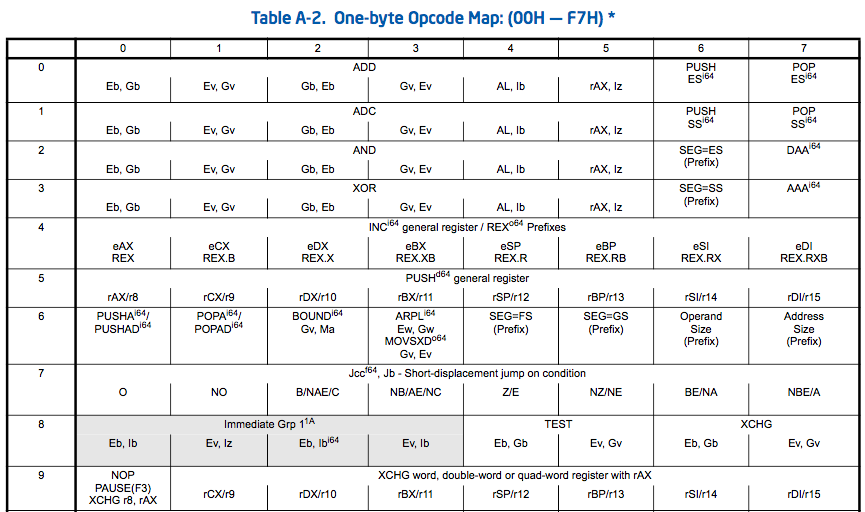 Table A-2. One-byte Opcode Map: (00H — F7H) *
0 1 2 3 4 5 6 7
0 ADD PUSH ES^i64 POP ES^i64
Eb, Gb Ev, Gv Gb, Eb Gv, Ev AL, Ib rAX, Iz
1 ADC PUSH SS^i64 POP SS^i64
Eb, Gb Ev, Gv Gb, Eb Gv, Ev AL, Ib rAX, Iz
2 AND SEG=ES (Prefix) DAA^i64
Eb, Gb Ev, Gv Gb, Eb Gv, Ev AL, Ib rAX, Iz
3 XOR SEG=SS (Prefix) AAA^i64
Eb, Gb Ev, Gv Gb, Eb Gv, Ev AL, Ib rAX, Iz
4 INC^i64 general register / REX^o64 Prefixes
eAX eCX eDX eBX eSP eBP eSI eDI
REX REX.B REX.X REX.XB REX.R REX.RB REX.RX REX.RXB
5 PUSH^d64 general register
rAX/r8 rCX/r9 rDX/r10 rBX/r11 rSP/r12 rBP/r13 rSI/r14 rDI/r15
6 PUSHA^i64/ POPA^i64/ BOUND^i64 ARPL^i64 SEG=FS SEG=GS Operand Address
PUSHAD^i64 POPAD^i64 Gv, Ma Ew, Gw (Prefix) (Prefix) Size Size
MOVSXD^o64 (Prefix) (Prefix)
Gv, Ev
7 Jcc^f64, Jb - Short-displacement jump on condition
O NO B/NAE/C NB/AE/NC Z/E NZ/NE BE/NA NBE/A
8 Immediate Grp 1^1A TEST XCHG
Eb, Ib Ev, Iz Eb, Ib^i64 Ev, Ib Eb, Gb Ev, Gv Eb, Gb Ev, Gv
9 NOP XCHG word, double-word or quad-word register with rAX
PAUSE(F3)
XCHG r8, rAX rCX/r9 rDX/r10 rBX/r11 rSP/r12 rBP/r13 rSI/r14 rDI/r15